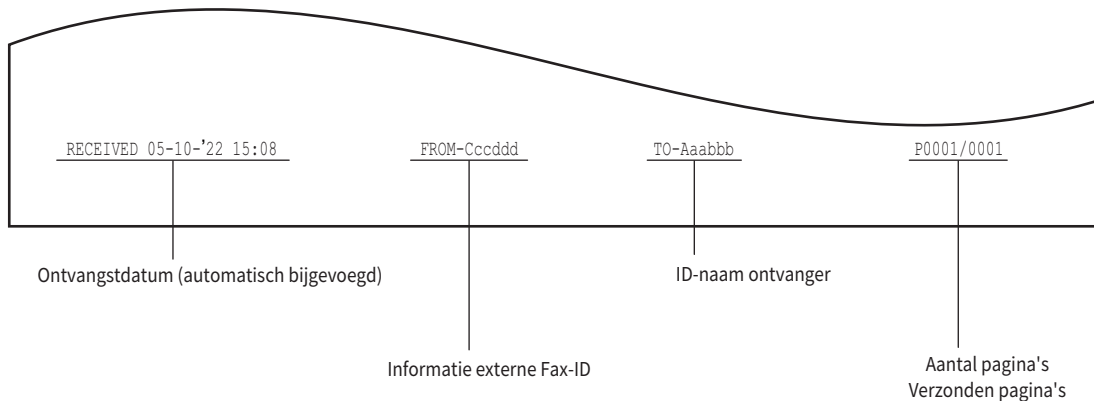 RECEIVED 05-10-'22 15:08 FROM-Cccddd TO-Aaabbb P0001/0001
Ontvangstdatum (automatisch bijgevoegd)
ID-naam ontvanger
Informatie externe Fax-ID
Aantal pagina's
Verzonden pagina's